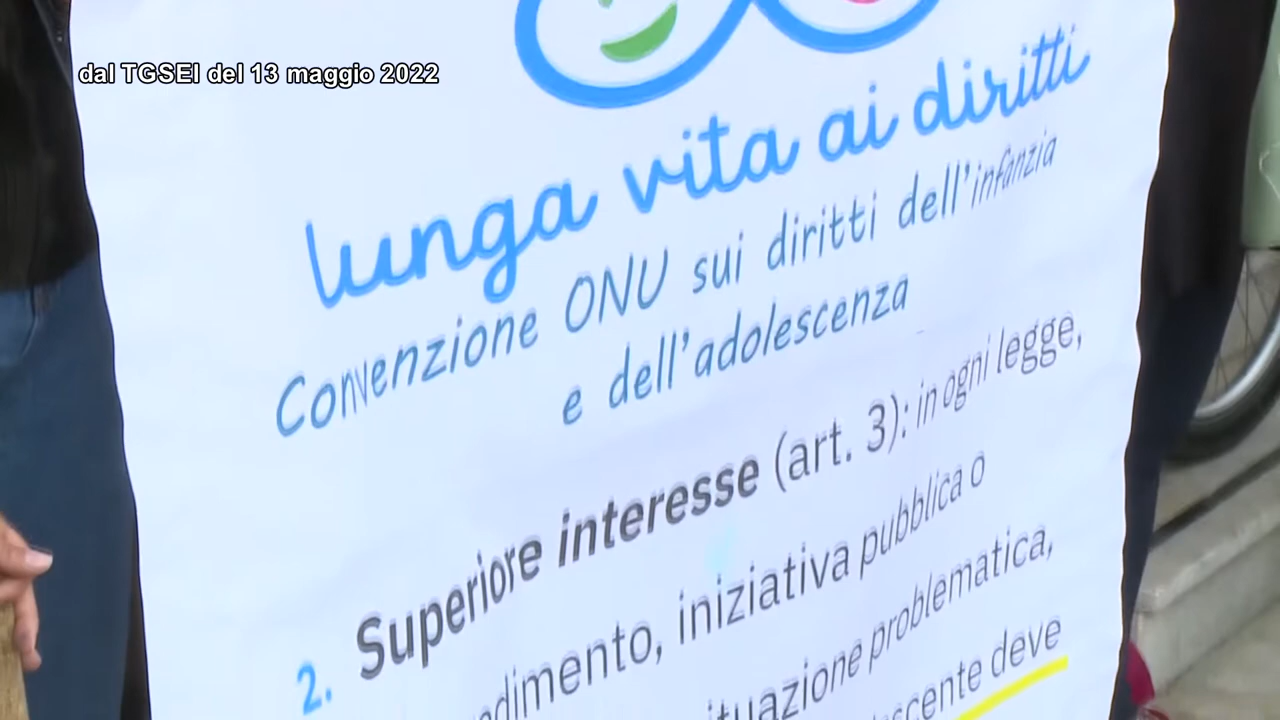 dal TGSEI del 13 maggio 2022
lunga vita ai diritti
Convenzione ONU sui diritti dell'infanzia
e dell'adolescenza
2. Superiore interesse (art. 3): in ogni legge,
iniziativa pubblica o
problematica,
deve